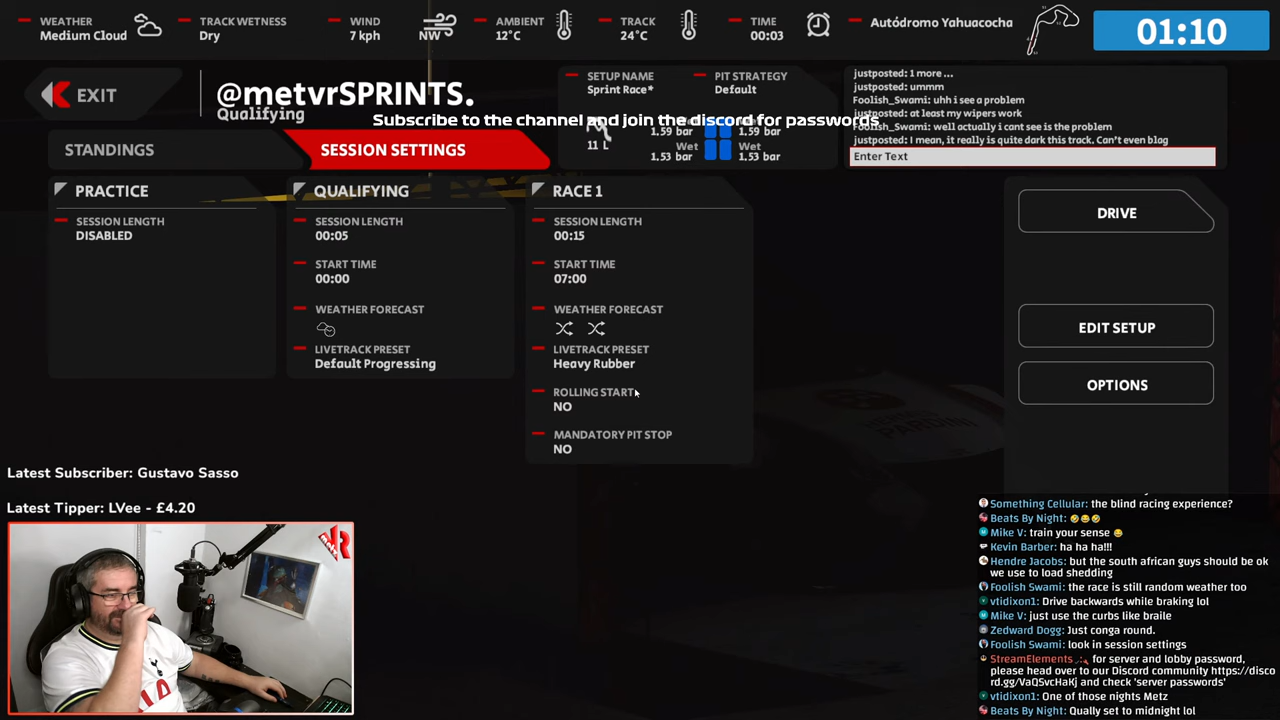 WEATHER
Medium Cloud
TRACK WETNESS
Dry
WIND
7 kph
NW
AMBIENT
12°C
TRACK
24°C
TIME
00:03
Autódromo Yahuacocha
01:10
EXIT
@metvrSPRINTS.
Qualifying
SETUP NAME
Sprint Race*
PIT STRATEGY
Default
Subscribe to the channel and join the discord for passwords
11 L
1.59 bar
1.59 bar
Wet
1.53 bar
Wet
1.53 bar
justposted: 1 more ...
justposted: ummm
Foolish_Swami: uhh i see a problem
justposted: at least my wipers work
Foolish_Swami: well actually i cant see is the problem
justposted: I mean, it really is quite dark this track. Can't even blag
Enter Text
STANDINGS
SESSION SETTINGS
PRACTICE
SESSION LENGTH
DISABLED
QUALIFYING
SESSION LENGTH
00:05
START TIME
00:00
WEATHER FORECAST
LIVETRACK PRESET
Default Progressing
RACE 1
SESSION LENGTH
00:15
START TIME
07:00
WEATHER FORECAST
LIVETRACK PRESET
Heavy Rubber
ROLLING START
NO
MANDATORY PIT STOP
NO
DRIVE
EDIT SETUP
OPTIONS
Latest Subscriber: Gustavo Sasso
Latest Tipper: LVee - £4.20
Something Cellular: the blind racing experience?
Beats By Night: 🤣😂🤣
Mike V: train your sense 😂
Kevin Barber: ha ha ha!!!
Hendre Jacobs: but the south african guys should be ok
we use to load shedding
Foolish Swami: the race is still random weather too
vtidixon1: Drive backwards while braking lol
Mike V: just use the curbs like braile
Zedward Dogg: Just conga round.
Foolish Swami: look in session settings
StreamElements: for server and lobby password,
please head over to our Discord community https://disco
rd.gg/VaQSvcHaKj and check 'server passwords'
vtidixon1: One of those nights Metz
Beats By Night: Qually set to midnight lol